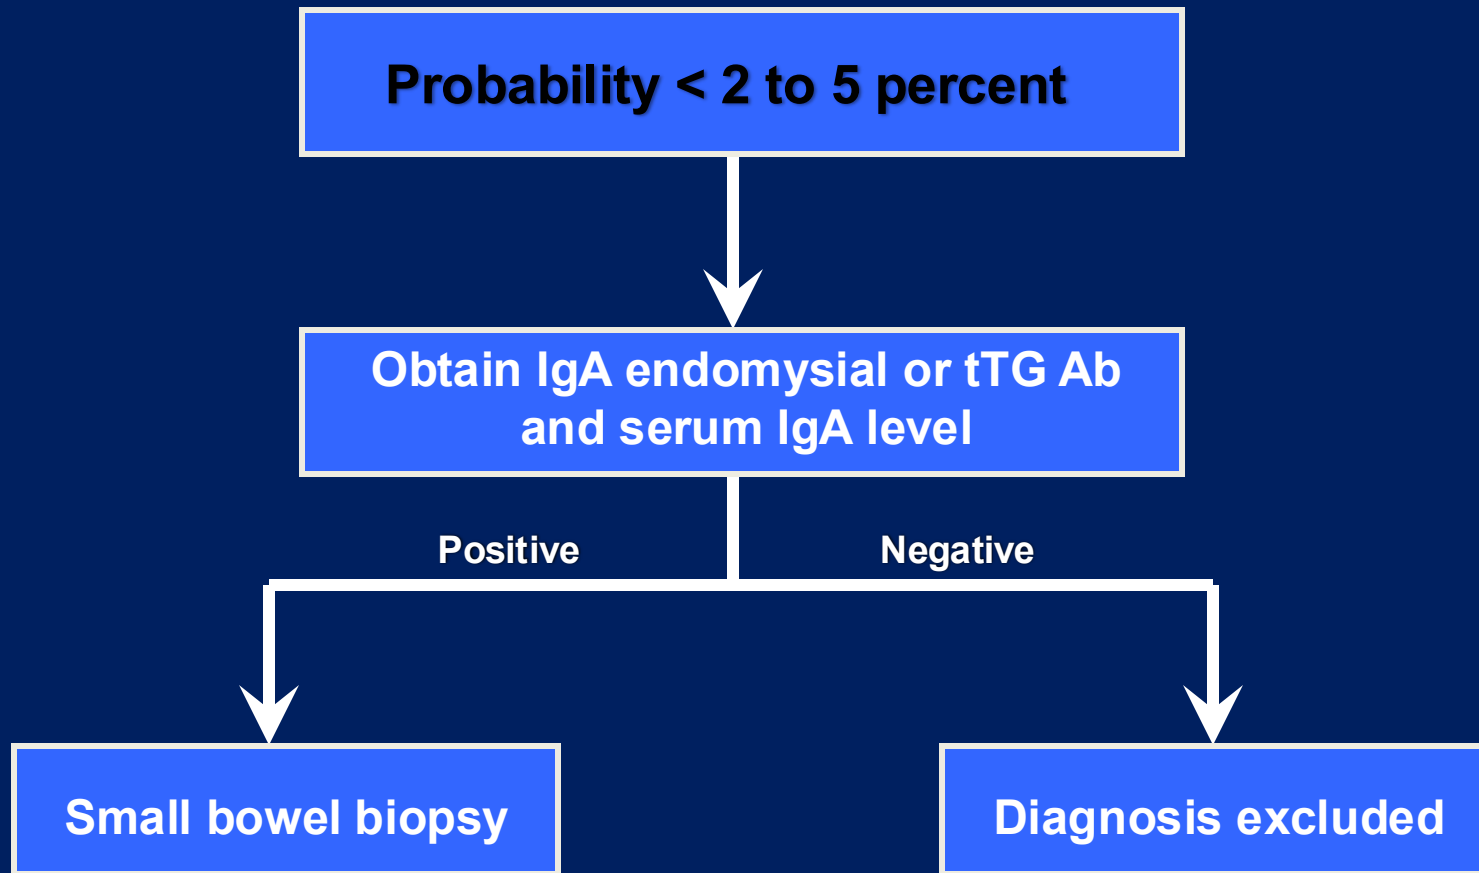 Probability < 2 to 5 percent
Obtain IgA endomysial or tTG Ab
and serum IgA level
Positive
Negative
Small bowel biopsy
Diagnosis excluded